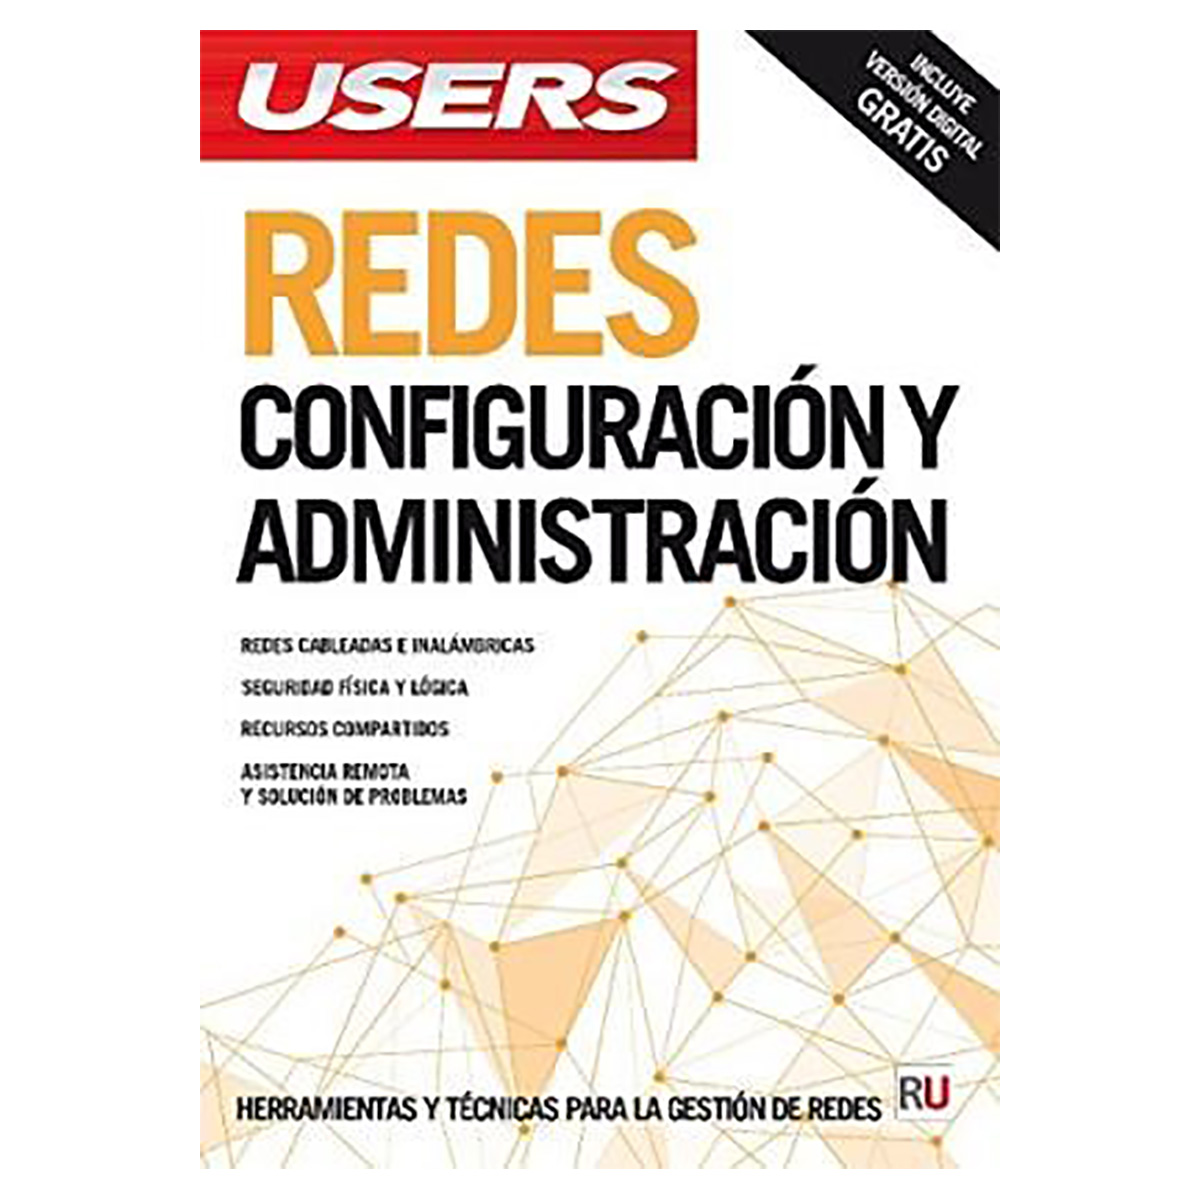 USERS
INCLUYE
VERSIÓN DIGITAL
GRATIS
REDES
CONFIGURACIÓN Y
ADMINISTRACIÓN
REDES CABLEADAS E INALÁMBRICAS
SEGURIDAD FÍSICA Y LÓGICA
RECURSOS COMPARTIDOS
ASISTENCIA REMOTA
Y SOLUCIÓN DE PROBLEMAS
HERRAMIENTAS Y TÉCNICAS PARA LA GESTIÓN DE REDES
RU